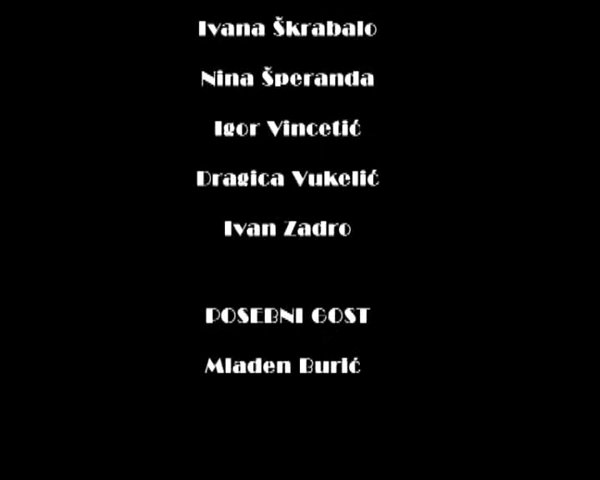 Ivana Škrabalo
Nina Šperanda
Igor Vincetić
Dragica Vukelić
Ivan Zadro
POSEBNI GOST
Mladen Burić